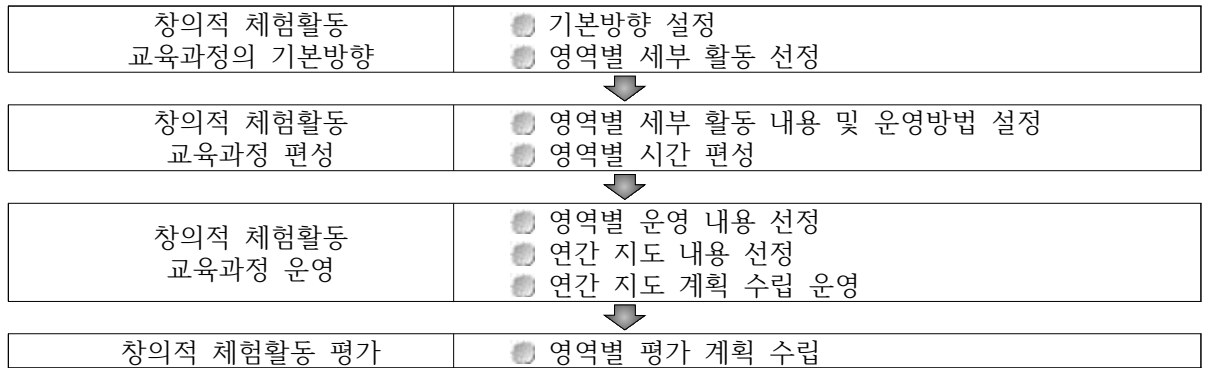 창의적 체험활동
교육과정의 기본방향
기본방향 설정
영역별 세부 활동 선정
창의적 체험활동
교육과정 편성
영역별 세부 활동 내용 및 운영방법 설정
영역별 시간 편성
창의적 체험활동
교육과정 운영
영역별 운영 내용 선정
연간 지도 내용 선정
연간 지도 계획 수립 운영
창의적 체험활동 평가
영역별 평가 계획 수립